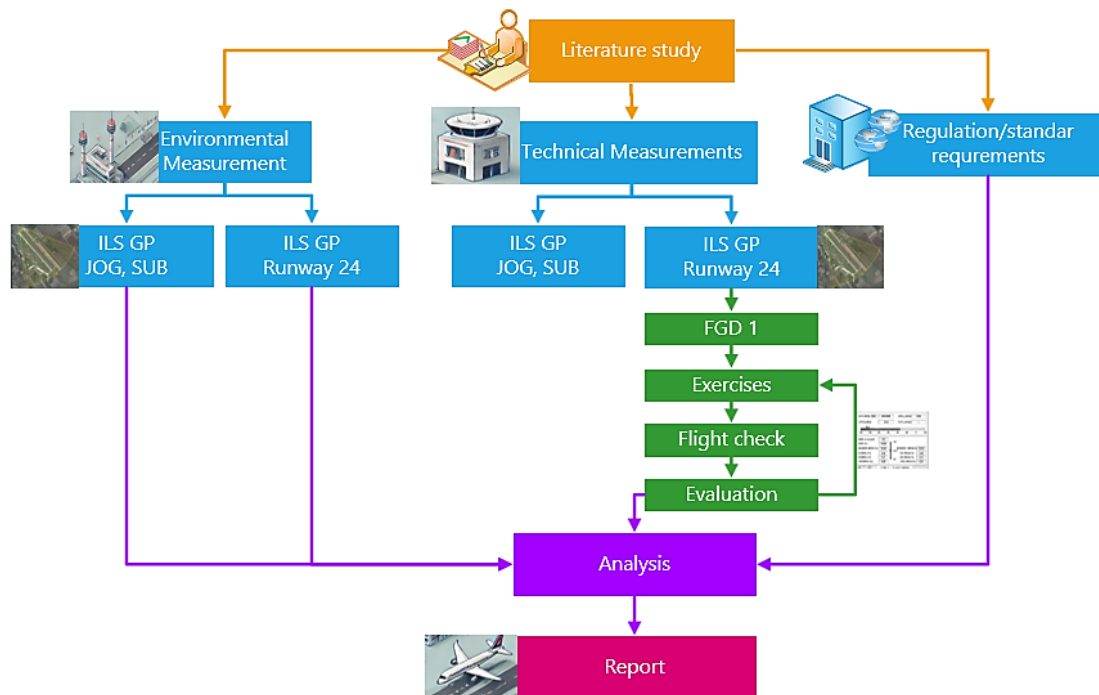 Literature study
Environmental
Measurement
Technical Measurements
Regulation/standar
requrements
ILS GP
JOG, SUB
ILS GP
Runway 24
ILS GP
JOG, SUB
ILS GP
Runway 24
FGD 1
Exercises
Flight check
Evaluation
Analysis
Report